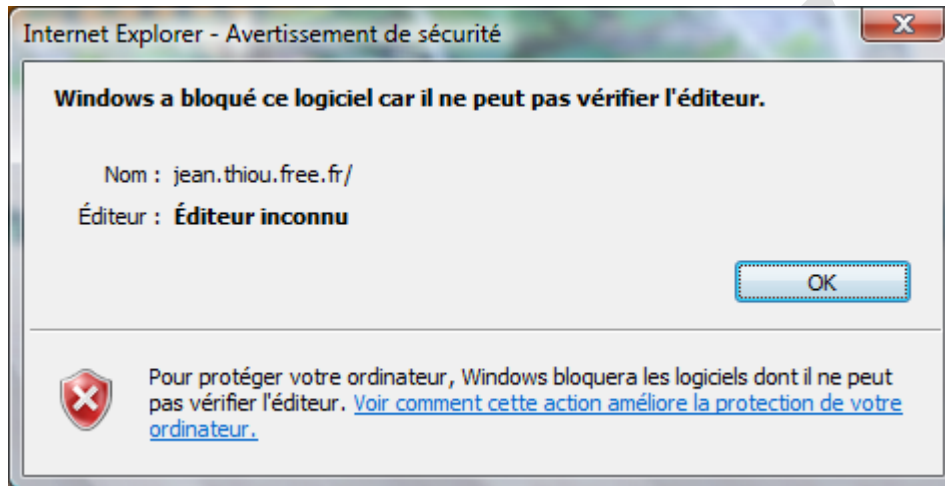 Internet Explorer - Avertissement de sécurité
Windows a bloqué ce logiciel car il ne peut pas vérifier l'éditeur.
Nom : jean.thiou.free.fr/
Éditeur : Éditeur inconnu
OK
Pour protéger votre ordinateur, Windows bloquera les logiciels dont il ne peut
pas vérifier l'éditeur. Voir comment cette action améliore la protection de votre
ordinateur.